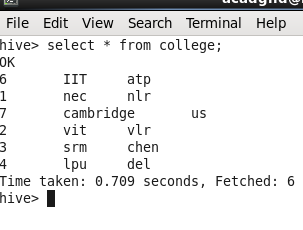 File Edit View Search Terminal Help
hive> select * from college;
OK
6 IIT atp
1 nec nlr
7 cambridge us
2 vit vlr
3 srm chen
4 lpu del
Time taken: 0.709 seconds, Fetched: 6
hive>